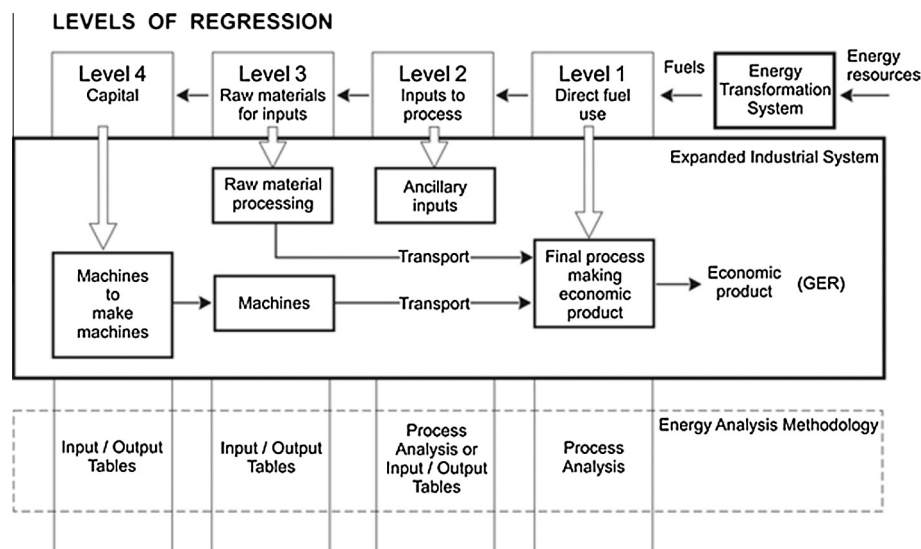 LEVELS OF REGRESSION
Level 4
Capital
Level 3
Raw materials
for inputs
Level 2
Inputs to
process
Level 1
Direct fuel
use
Fuels
Energy
Transformation
System
Energy
resources
Expanded Industrial System
Raw material
processing
Ancillary
inputs
Transport
Machines
to
make
machines
Machines
Transport
Final process
making
economic
product
Economic
product
(GER)
Energy Analysis Methodology
Input / Output
Tables
Input / Output
Tables
Process
Analysis or
Input / Output
Tables
Process
Analysis